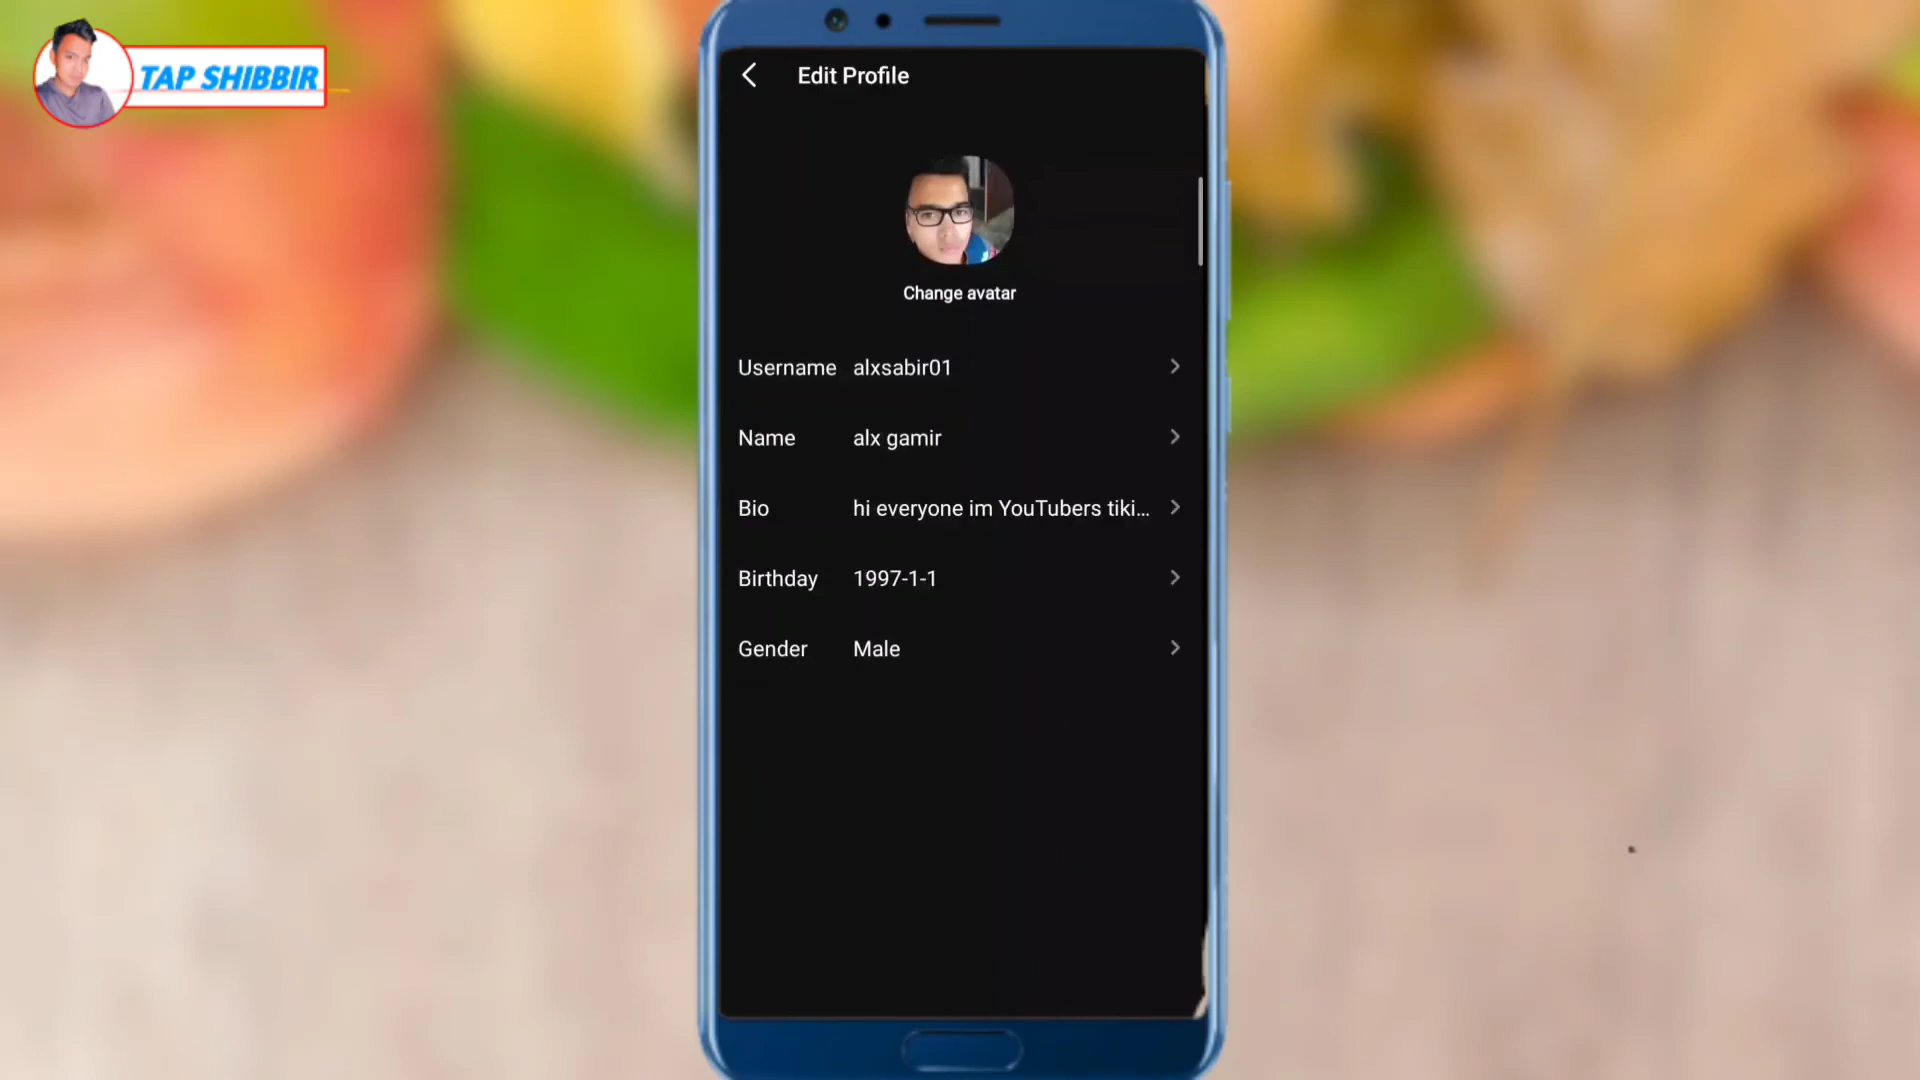 TAP SHIBBIR
Edit Profile
Change avatar
Username alxsabir01
Name alx gamir
Bio hi everyone im YouTubers tiki...
Birthday 1997-1-1
Gender Male